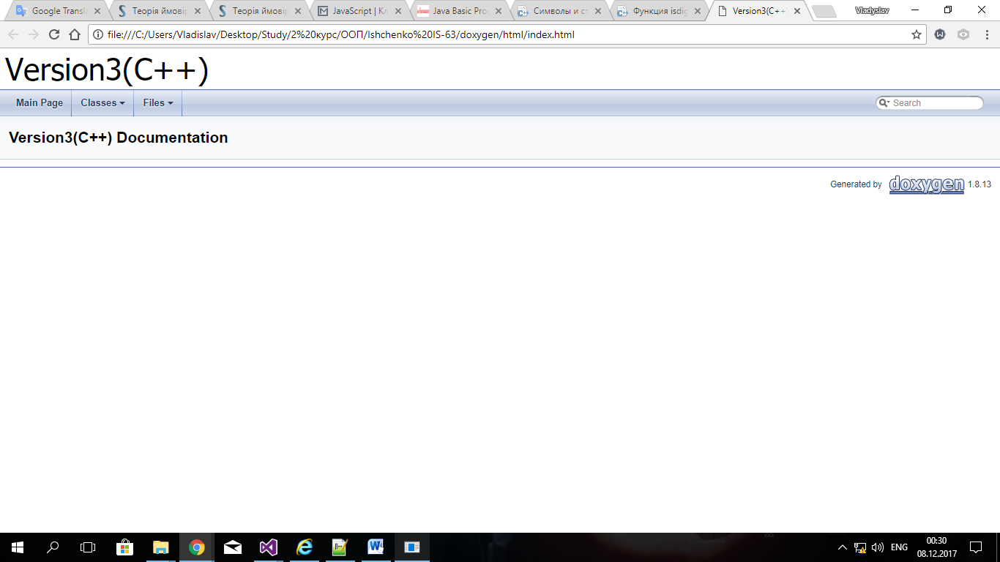 Google Transla
Теорія ймовір
Теорія ймовір
JavaScript | Кл
Java Basic Pro
Символы и ст
Функция isdig
Version3(C++
Vladyslav
file:///C:/Users/Vladislav/Desktop/Study/2%20курс/ООП/Ishchenko%20IS-63/doxygen/html/index.html
Version3(C++)
Main Page Classes Files Search
Version3(C++) Documentation
Generated by doxygen 1.8.13
ENG
00:30
08.12.2017